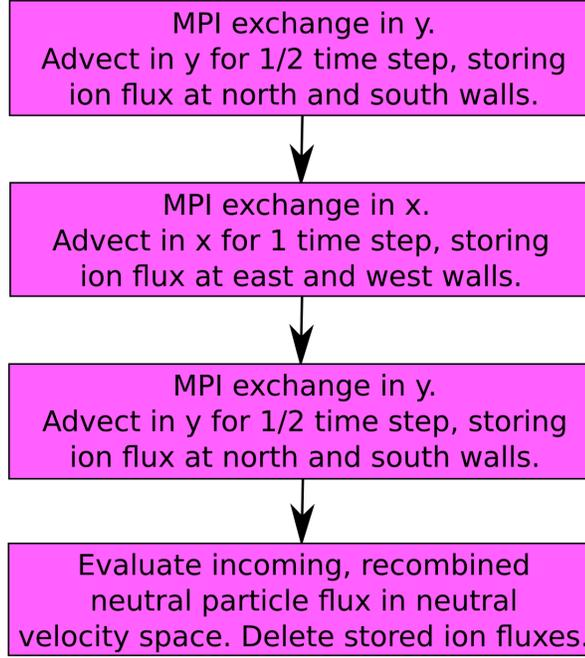 MPI exchange in y.
Advect in y for 1/2 time step, storing
ion flux at north and south walls.
MPI exchange in x.
Advect in x for 1 time step, storing
ion flux at east and west walls.
MPI exchange in y.
Advect in y for 1/2 time step, storing
ion flux at north and south walls.
Evaluate incoming, recombined
neutral particle flux in neutral
velocity space. Delete stored ion fluxes.